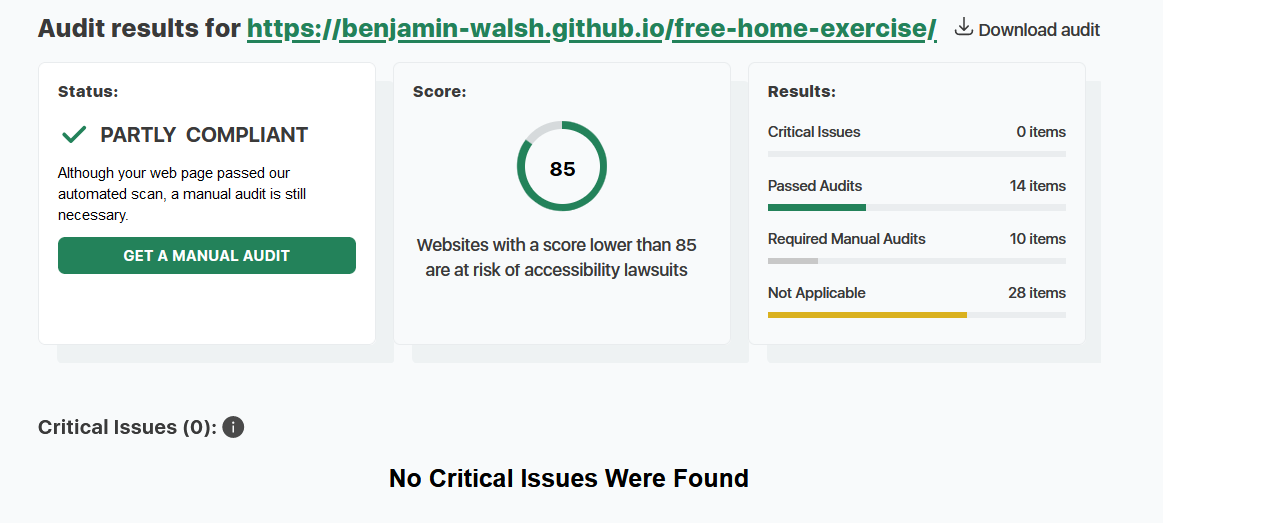 Audit results for https://benjamin-walsh.github.io/free-home-exercise/ Download audit
Status:
PARTLY COMPLIANT
Although your web page passed our
automated scan, a manual audit is still
necessary.
GET A MANUAL AUDIT
Score:
85
Websites with a score lower than 85
are at risk of accessibility lawsuits
Results:
Critical Issues 0 items
Passed Audits 14 items
Required Manual Audits 10 items
Not Applicable 28 items
Critical Issues (0):
No Critical Issues Were Found